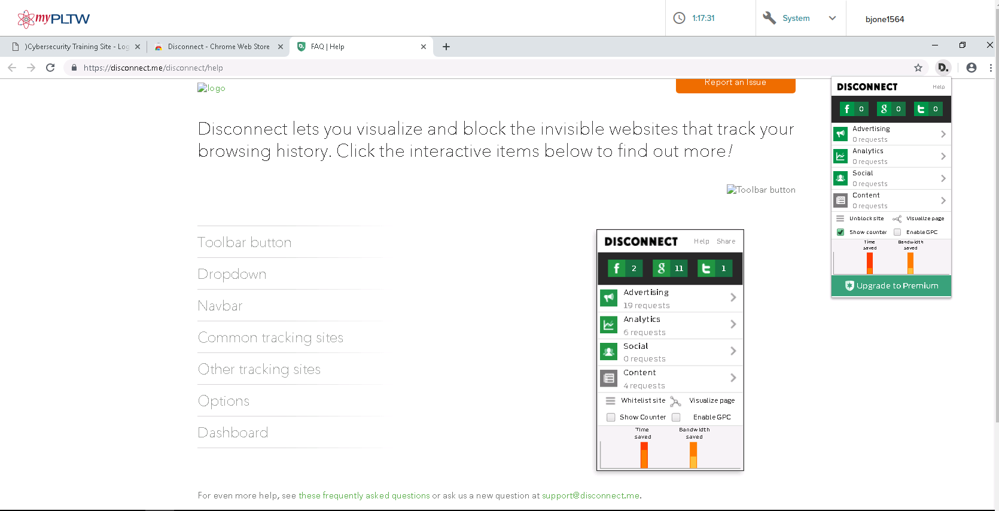 myPLTW
1:17:31
System
bjone1564
)Cybersecurity Training Site - Log
Disconnect - Chrome Web Store
FAQ | Help
https://disconnect.me/disconnect/help
D.
logo
Report an Issue
Disconnect lets you visualize and block the invisible websites that track your
browsing history. Click the interactive items below to find out more!
Toolbar button
Toolbar button
Dropdown
Navbar
Common tracking sites
Other tracking sites
Options
Dashboard
DISCONNECT Help Share
f 2 g 11 t 1
Advertising
19 requests
Analytics
6 requests
Social
0 requests
Content
4 requests
Whitelist site Visualize page
Show Counter Enable GPC
Time saved Bandwidth saved
DISCONNECT Help
f 0 g 0 t 0
Advertising
0 requests
Analytics
0 requests
Social
0 requests
Content
0 requests
Unblock site Visualize page
Show counter Enable GPC
Time saved Bandwidth saved
Upgrade to Premium
For even more help, see these frequently asked questions or ask us a new question at support@disconnect.me.